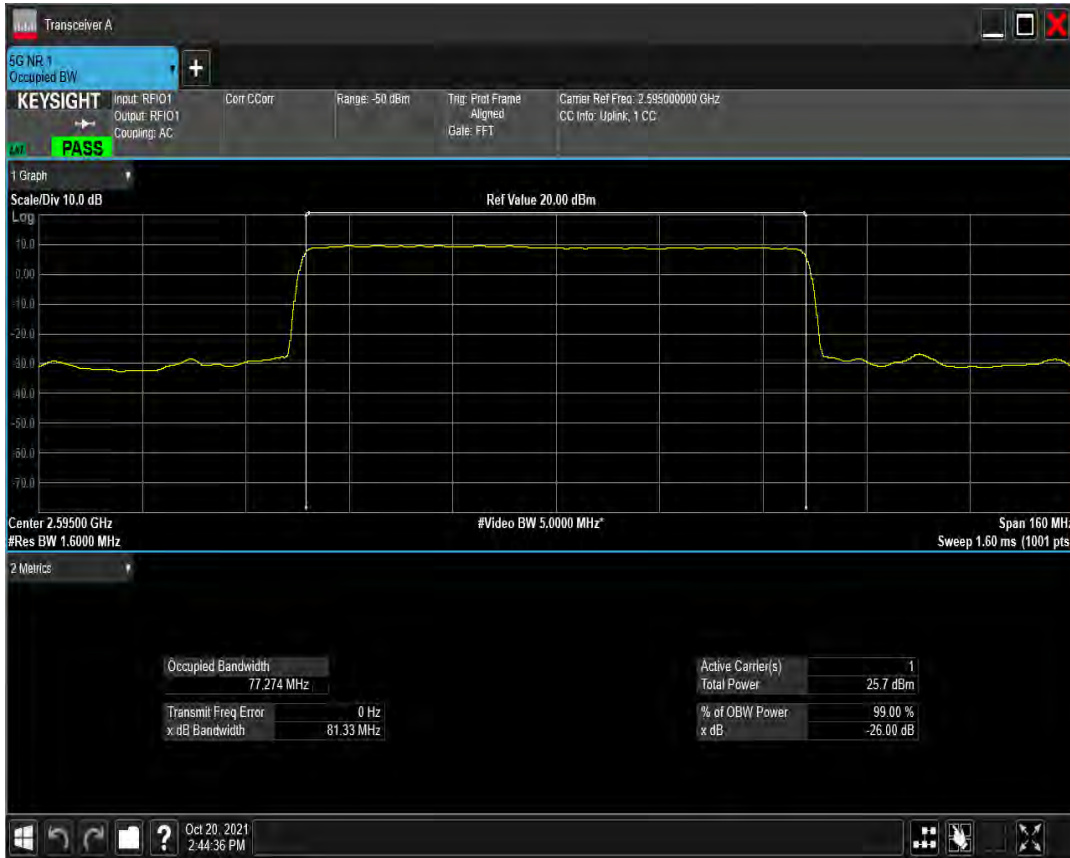 Transceiver A
5G NR 1
Occupied BW
+
KEYSIGHT
PASS
Input: RFIO1
Output: RFIO1
Coupling: AC
Corr CCorr
Range: -50 dBm
Trig: Prot Frame
Aligned
Gate: FFT
Carrier Ref Freq: 2.595000000 GHz
CC Info: Uplink, 1 CC
1 Graph
Scale/Div 10.0 dB
Ref Value 20.00 dBm
Log
10.0
0.00
-10.0
-20.0
-30.0
-40.0
-50.0
-60.0
-70.0
Center 2.59500 GHz
#Video BW 5.0000 MHz*
Span 160 MHz
#Res BW 1.6000 MHz
Sweep 1.60 ms (1001 pts
2 Metrics
Occupied Bandwidth
77.274 MHz
Transmit Freq Error 0 Hz
x dB Bandwidth 81.33 MHz
Active Carrier(s) 1
Total Power 25.7 dBm
% of OBW Power 99.00 %
x dB -26.00 dB
?
Oct 20, 2021
2:44:36 PM